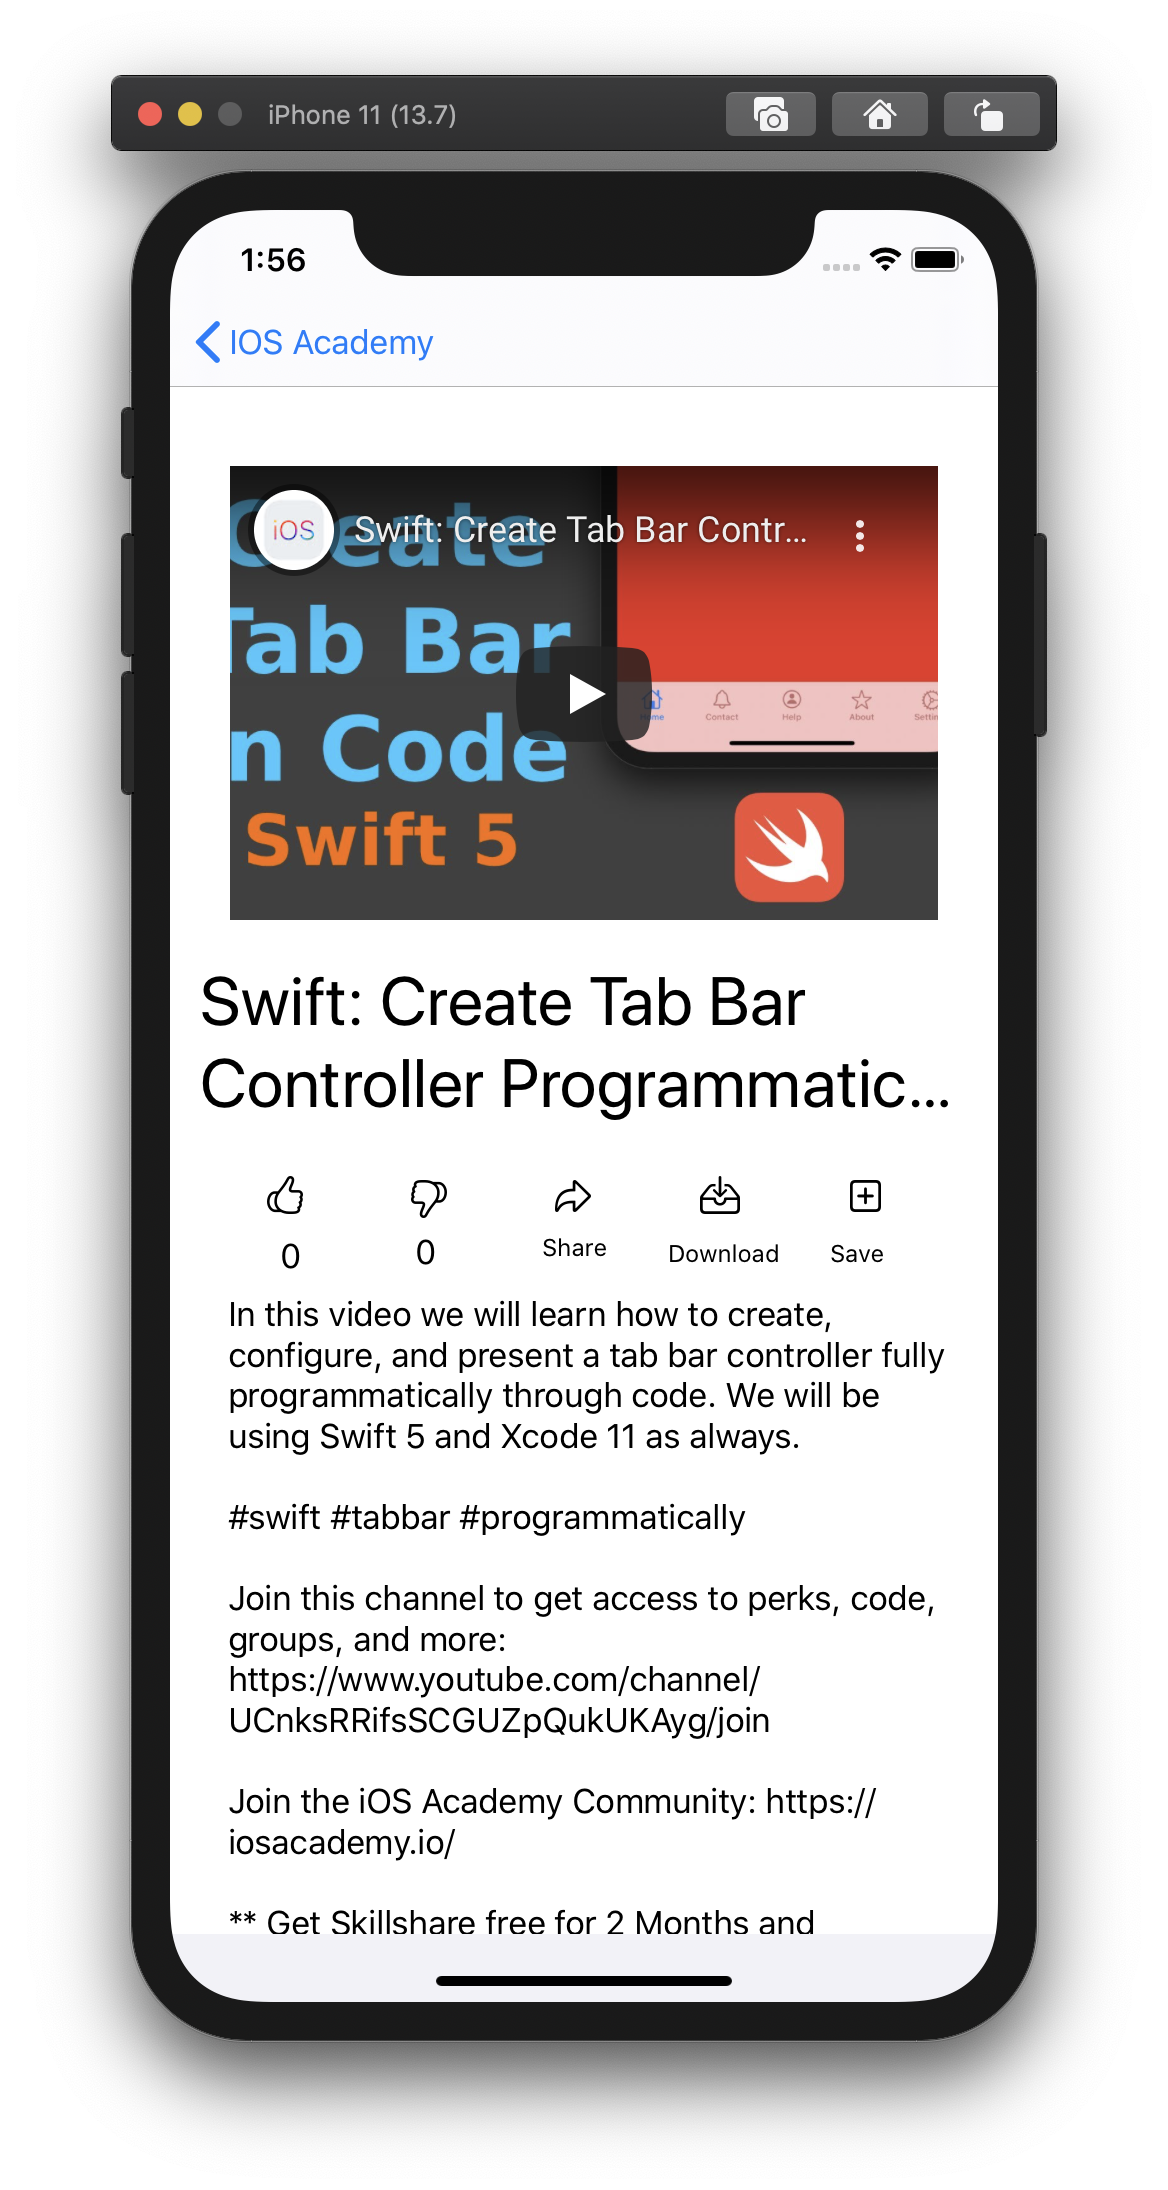 iPhone 11 (13.7)
1:56
IOS Academy
Create
iOS
Swift: Create Tab Bar Contr...
Tab Bar
n Code
Swift 5
Home
Contact
Help
About
Settin
Swift: Create Tab Bar
Controller Programmatic...
0
0
Share
Download
Save
In this video we will learn how to create,
configure, and present a tab bar controller fully
programmatically through code. We will be
using Swift 5 and Xcode 11 as always.
#swift #tabbar #programmatically
Join this channel to get access to perks, code,
groups, and more:
https://www.youtube.com/channel/
UCnksRRifsSCGUZpQukUKAyg/join
Join the iOS Academy Community: https://
iosacademy.io/
** Get Skillshare free for 2 Months and